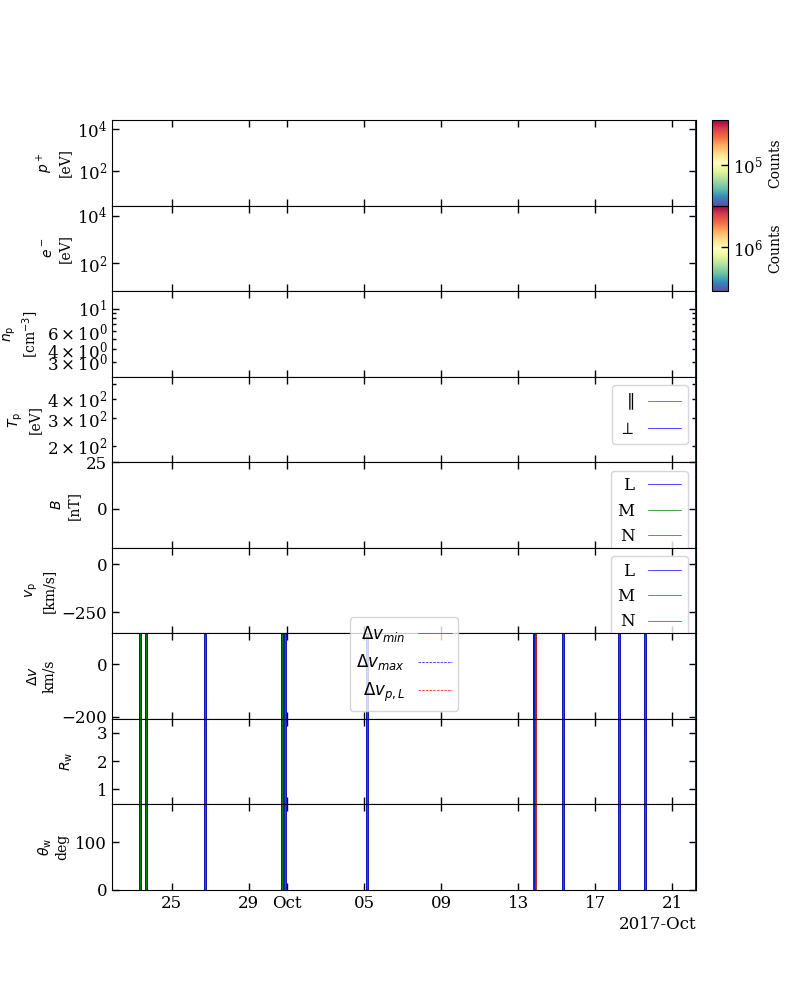 10⁴
10²
p⁺
[eV]
10⁵
Counts
10⁴
10²
e⁻
[eV]
10⁶
Counts
10¹
6 × 10⁰
4 × 10⁰
3 × 10⁰
nₚ
[cm⁻³]
4 × 10²
3 × 10²
2 × 10²
Tₚ
[eV]
∥
⊥
25
0
B
[nT]
L
M
N
0
−250
vₚ
[km/s]
L
M
N
0
−200
Δv
km/s
Δv_min
Δv_max
Δv_p,L
3
2
1
R_w
100
0
θ_w
deg
25 29 Oct 05 09 13 17 21
2017-Oct